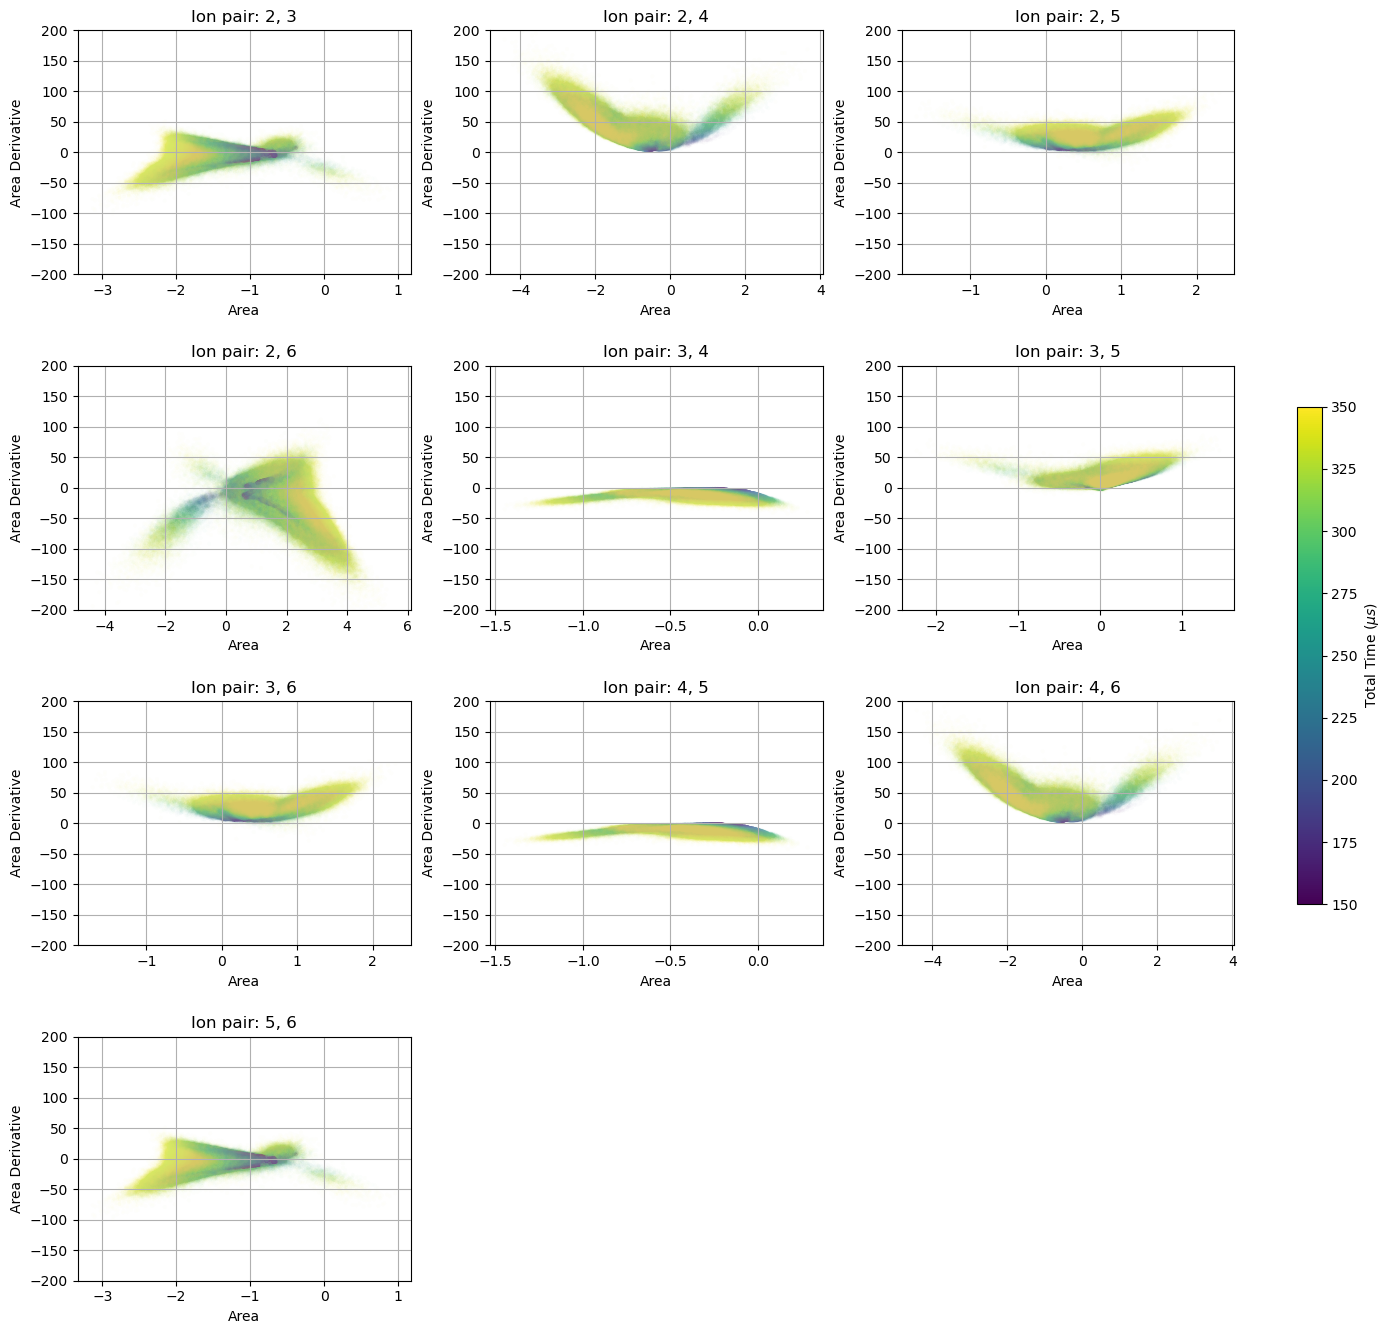 Ion pair: 2, 3
200
150
100
50
0
−50
−100
−150
−200
Area Derivative
−3 −2 −1 0 1
Area
Ion pair: 2, 4
200
150
100
50
0
−50
−100
−150
−200
Area Derivative
−4 −2 0 2 4
Area
Ion pair: 2, 5
200
150
100
50
0
−50
−100
−150
−200
Area Derivative
−1 0 1 2
Area
Ion pair: 2, 6
200
150
100
50
0
−50
−100
−150
−200
Area Derivative
−4 −2 0 2 4 6
Area
Ion pair: 3, 4
200
150
100
50
0
−50
−100
−150
−200
Area Derivative
−1.5 −1.0 −0.5 0.0
Area
Ion pair: 3, 5
200
150
100
50
0
−50
−100
−150
−200
Area Derivative
−2 −1 0 1
Area
Ion pair: 3, 6
200
150
100
50
0
−50
−100
−150
−200
Area Derivative
−1 0 1 2
Area
Ion pair: 4, 5
200
150
100
50
0
−50
−100
−150
−200
Area Derivative
−1.5 −1.0 −0.5 0.0
Area
Ion pair: 4, 6
200
150
100
50
0
−50
−100
−150
−200
Area Derivative
−4 −2 0 2 4
Area
Ion pair: 5, 6
200
150
100
50
0
−50
−100
−150
−200
Area Derivative
−3 −2 −1 0 1
Area
350
325
300
275
250
225
200
175
150
Total Time (μs)